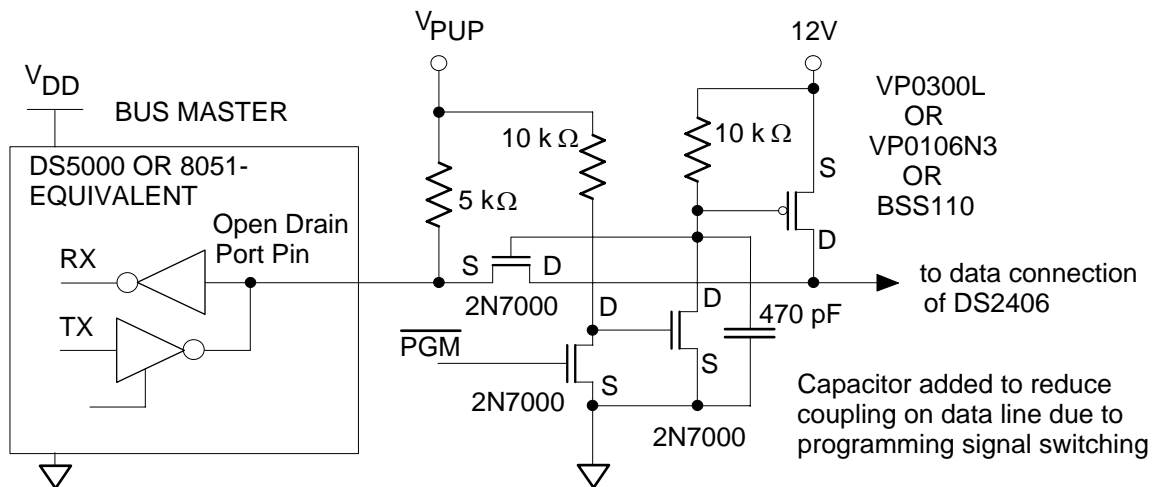 VPUP
12V
VDD
BUS MASTER
DS5000 OR 8051-
EQUIVALENT
Open Drain
Port Pin
RX
TX
10 k Ω
5 kΩ
10 k Ω
VP0300L
OR
VP0106N3
OR
BSS110
S
D
S
D
2N7000
to data connection
of DS2406
PGM
D
S
2N7000
D
S
2N7000
470 pF
Capacitor added to reduce
coupling on data line due to
programming signal switching